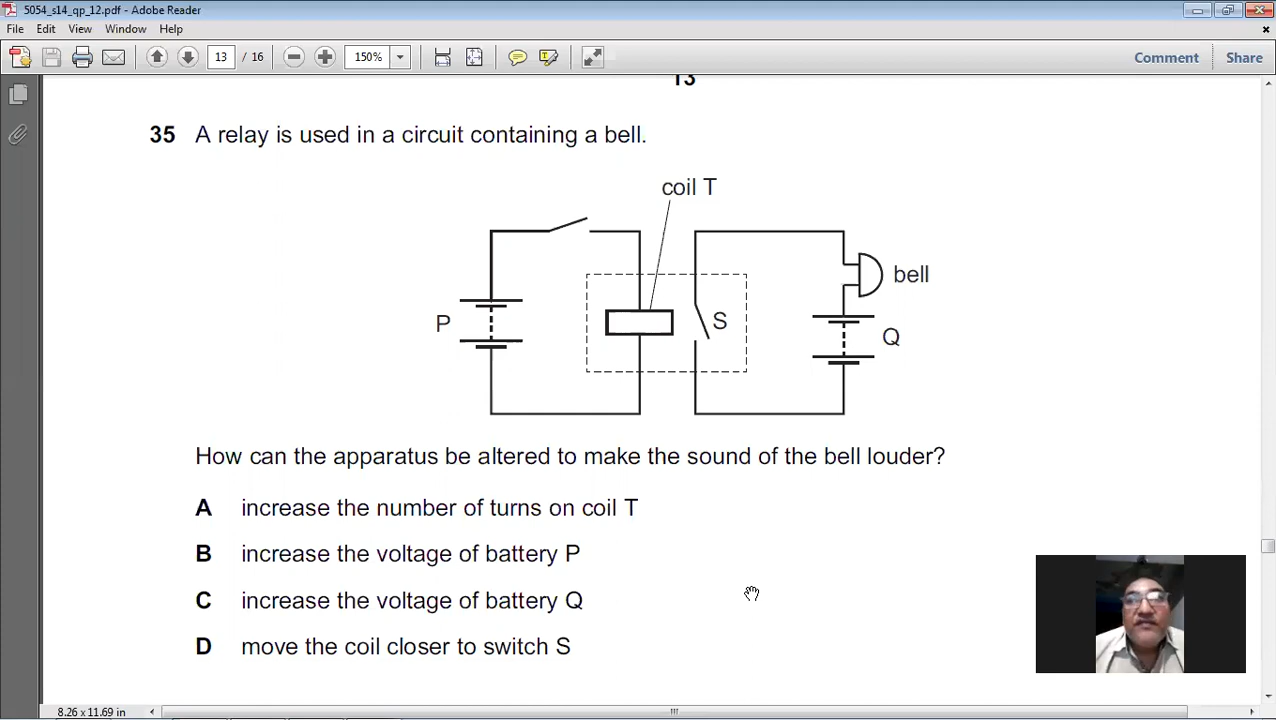 5054_s14_qp_12.pdf - Adobe Reader
File Edit View Window Help
13 / 16 150% Comment Share
13
35 A relay is used in a circuit containing a bell.
coil T
bell
P
S
Q
How can the apparatus be altered to make the sound of the bell louder?
A increase the number of turns on coil T
B increase the voltage of battery P
C increase the voltage of battery Q
D move the coil closer to switch S
8.26 x 11.69 in